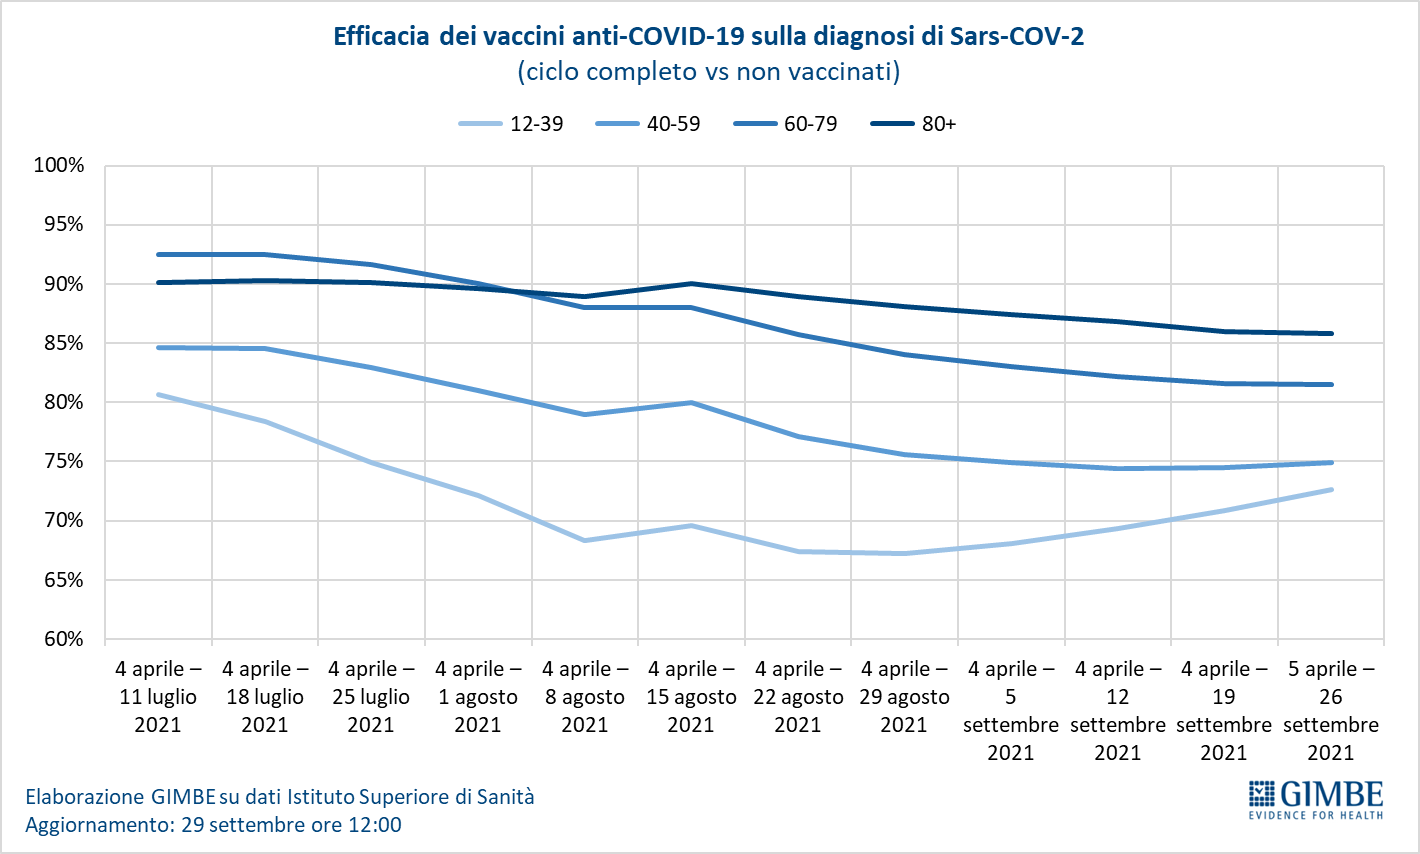 Efficacia dei vaccini anti-COVID-19 sulla diagnosi di Sars-COV-2
(ciclo completo vs non vaccinati)
12-39 40-59 60-79 80+
100%
95%
90%
85%
80%
75%
70%
65%
60%
4 aprile –
11 luglio
2021
4 aprile –
18 luglio
2021
4 aprile –
25 luglio
2021
4 aprile –
1 agosto
2021
4 aprile –
8 agosto
2021
4 aprile –
15 agosto
2021
4 aprile –
22 agosto
2021
4 aprile –
29 agosto
2021
4 aprile –
5
settembre
2021
4 aprile –
12
settembre
2021
4 aprile –
19
settembre
2021
5 aprile –
26
settembre
2021
Elaborazione GIMBE su dati Istituto Superiore di Sanità
Aggiornamento: 29 settembre ore 12:00
GIMBE
EVIDENCE FOR HEALTH